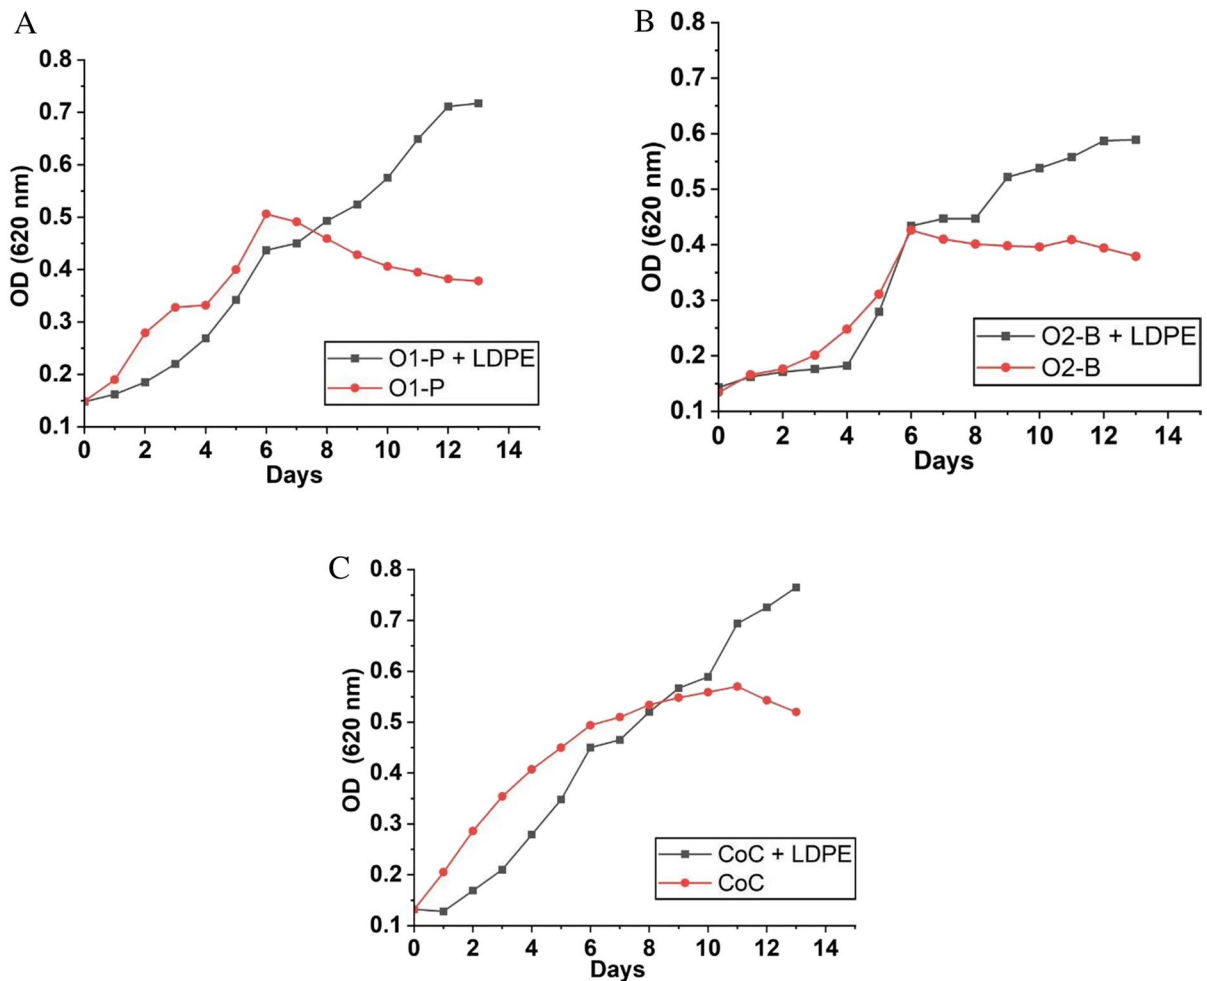 A
0.8
0.7
0.6
0.5
0.4
0.3
0.2
0.1
OD (620 nm)
0 2 4 6 8 10 12 14
Days
O1-P + LDPE
O1-P
B
0.8
0.7
0.6
0.5
0.4
0.3
0.2
0.1
OD (620 nm)
0 2 4 6 8 10 12 14
Days
O2-B + LDPE
O2-B
C
0.8
0.7
0.6
0.5
0.4
0.3
0.2
0.1
OD (620 nm)
0 2 4 6 8 10 12 14
Days
CoC + LDPE
CoC